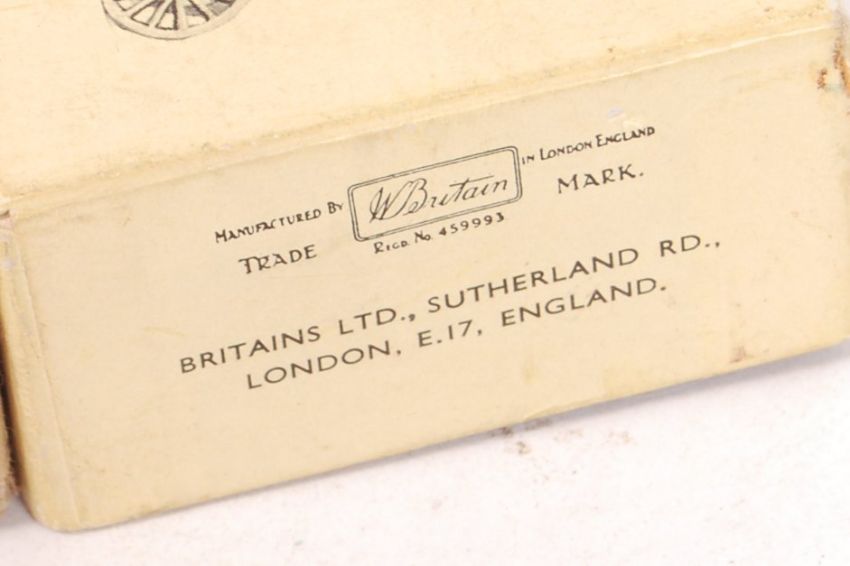 MANUFACTURED BY W Britain IN LONDON ENGLAND
TRADE REGD. NO. 459993 MARK.
BRITAINS LTD., SUTHERLAND RD.,
LONDON, E.17, ENGLAND.